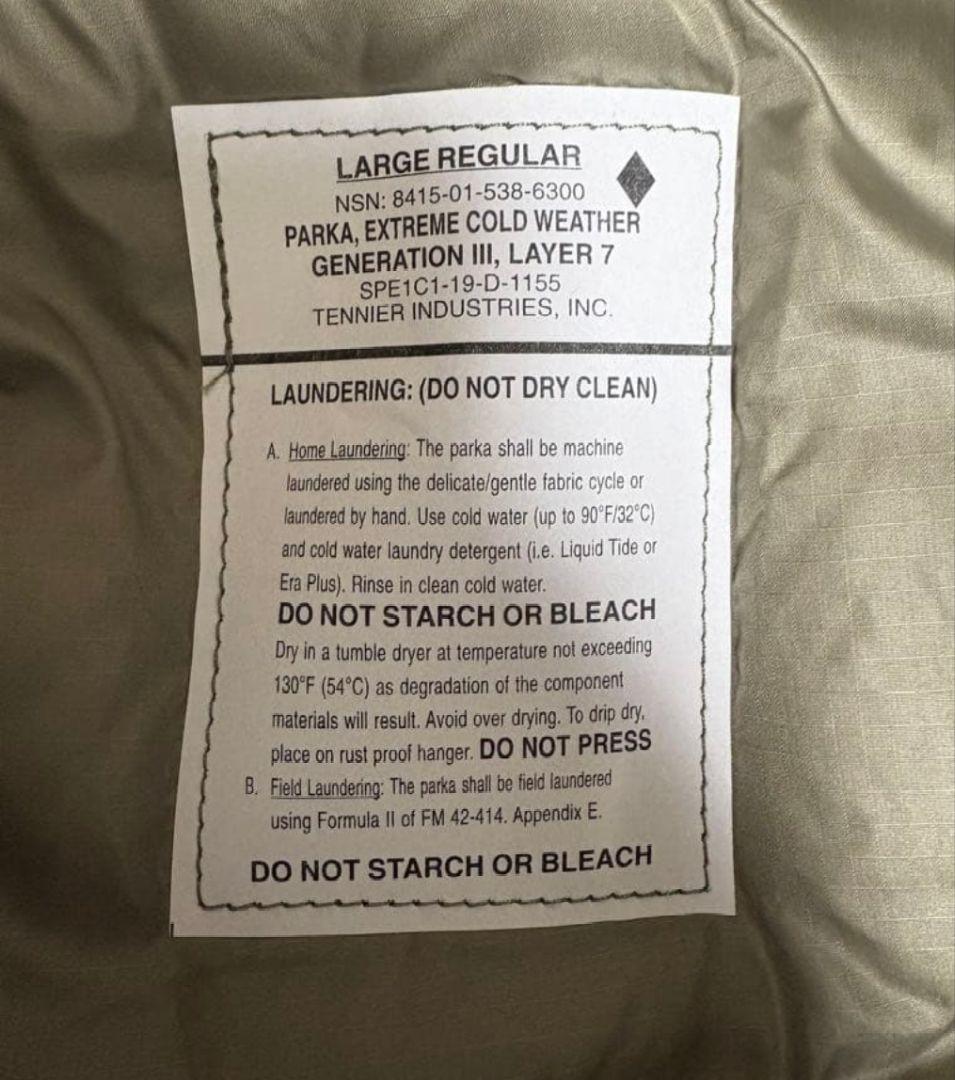 LARGE REGULAR
NSN: 8415-01-538-6300
PARKA, EXTREME COLD WEATHER
GENERATION III, LAYER 7
SPE1C1-19-D-1155
TENNIER INDUSTRIES, INC.
LAUNDERING: (DO NOT DRY CLEAN)
A. Home Laundering: The parka shall be machine
laundered using the delicate/gentle fabric cycle or
laundered by hand. Use cold water (up to 90°F/32°C)
and cold water laundry detergent (i.e. Liquid Tide or
Era Plus). Rinse in clean cold water.
DO NOT STARCH OR BLEACH
Dry in a tumble dryer at temperature not exceeding
130°F (54°C) as degradation of the component
materials will result. Avoid over drying. To drip dry,
place on rust proof hanger. DO NOT PRESS
B. Field Laundering: The parka shall be field laundered
using Formula II of FM 42-414. Appendix E.
DO NOT STARCH OR BLEACH